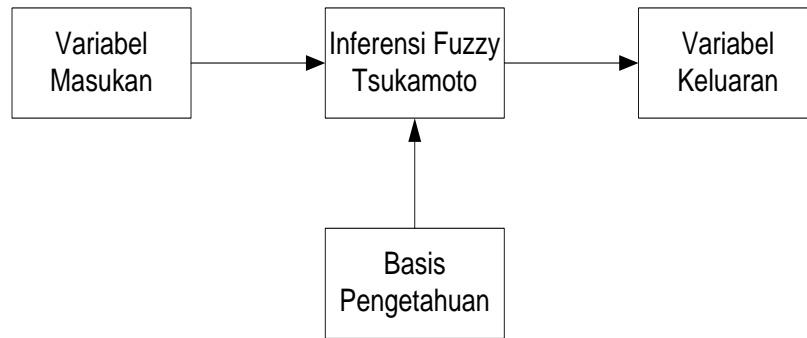 Variabel
Masukan
Inferensi Fuzzy
Tsukamoto
Variabel
Keluaran
Basis
Pengetahuan